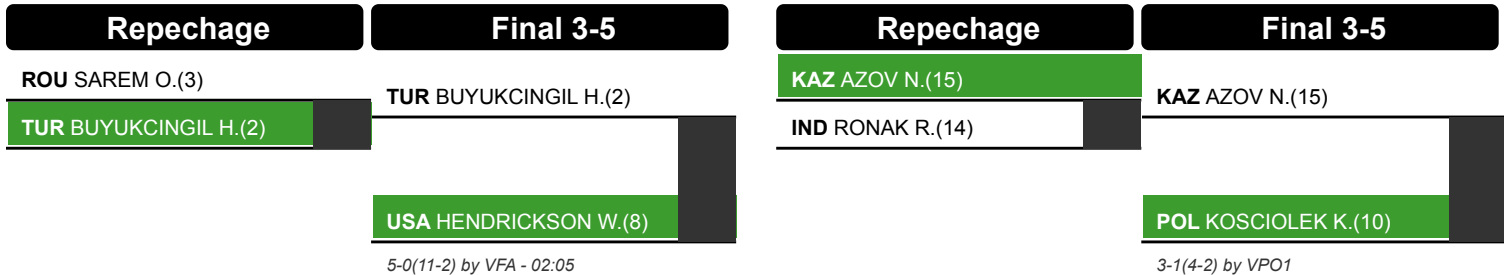 Repechage
Final 3-5
ROU SAREM O.(3)
TUR BUYUKCINGIL H.(2)
TUR BUYUKCINGIL H.(2)
USA HENDRICKSON W.(8)
5-0(11-2) by VFA - 02:05
Repechage
Final 3-5
KAZ AZOV N.(15)
IND RONAK R.(14)
KAZ AZOV N.(15)
POL KOSCIOLEK K.(10)
3-1(4-2) by VPO1